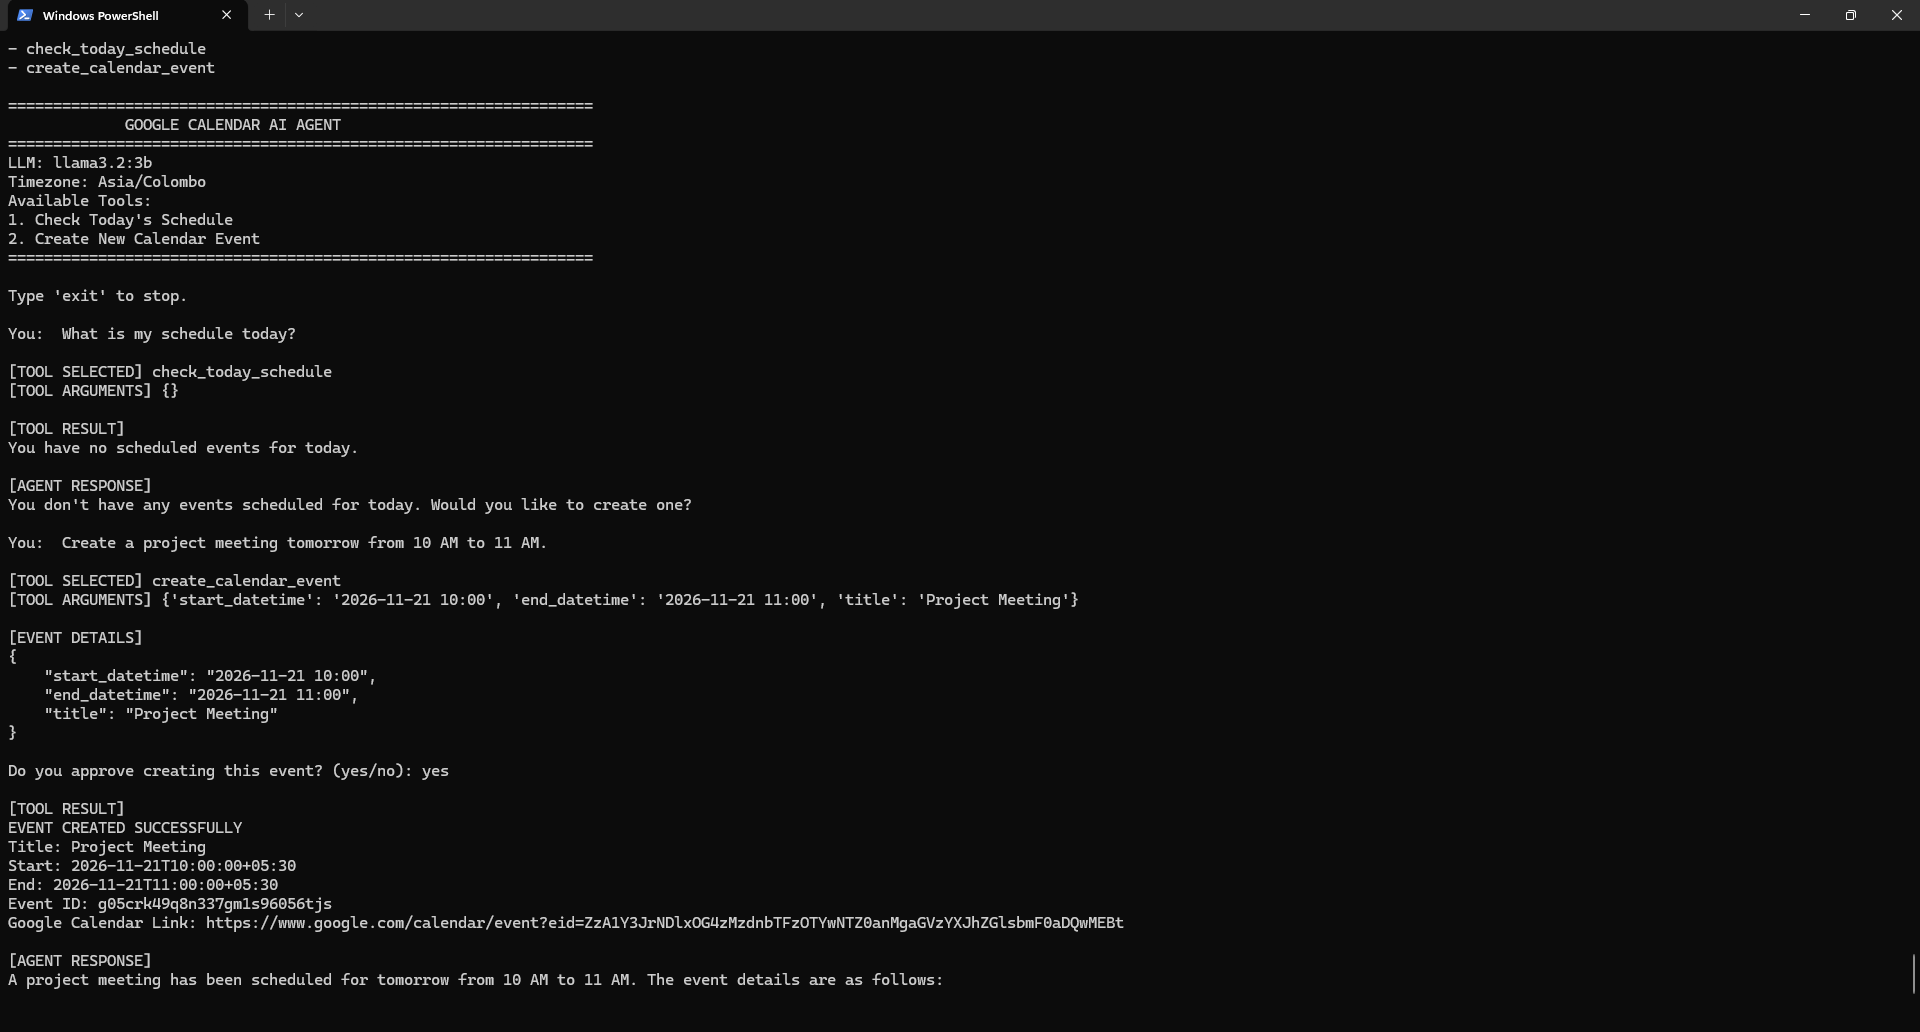 Windows PowerShell
- check_today_schedule
- create_calendar_event
=================================================================
GOOGLE CALENDAR AI AGENT
=================================================================
LLM: llama3.2:3b
Timezone: Asia/Colombo
Available Tools:
1. Check Today's Schedule
2. Create New Calendar Event
=================================================================
Type 'exit' to stop.
You:  What is my schedule today?
[TOOL SELECTED] check_today_schedule
[TOOL ARGUMENTS] {}
[TOOL RESULT]
You have no scheduled events for today.
[AGENT RESPONSE]
You don't have any events scheduled for today. Would you like to create one?
You:  Create a project meeting tomorrow from 10 AM to 11 AM.
[TOOL SELECTED] create_calendar_event
[TOOL ARGUMENTS] {'start_datetime': '2026-11-21 10:00', 'end_datetime': '2026-11-21 11:00', 'title': 'Project Meeting'}
[EVENT DETAILS]
{
    "start_datetime": "2026-11-21 10:00",
    "end_datetime": "2026-11-21 11:00",
    "title": "Project Meeting"
}
Do you approve creating this event? (yes/no): yes
[TOOL RESULT]
EVENT CREATED SUCCESSFULLY
Title: Project Meeting
Start: 2026-11-21T10:00:00+05:30
End: 2026-11-21T11:00:00+05:30
Event ID: g05crk49q8n337gm1s96056tjs
Google Calendar Link: https://www.google.com/calendar/event?eid=ZzA1Y3JrNDlxOG4zMzdnbTFzOTYwNTZ0anMgaGVzYXJhZGlsbmF0aDQwMEBt
[AGENT RESPONSE]
A project meeting has been scheduled for tomorrow from 10 AM to 11 AM. The event details are as follows: